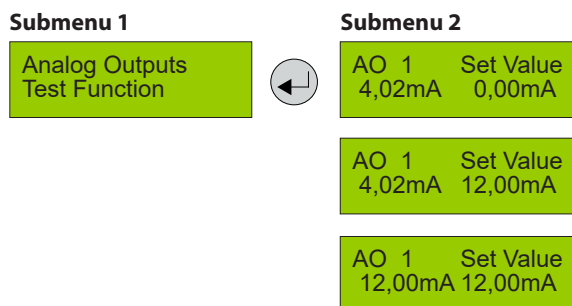 Submenu 1
Analog Outputs
Test Function
Submenu 2
AO 1 Set Value
4,02mA 0,00mA
AO 1 Set Value
4,02mA 12,00mA
AO 1 Set Value
12,00mA 12,00mA